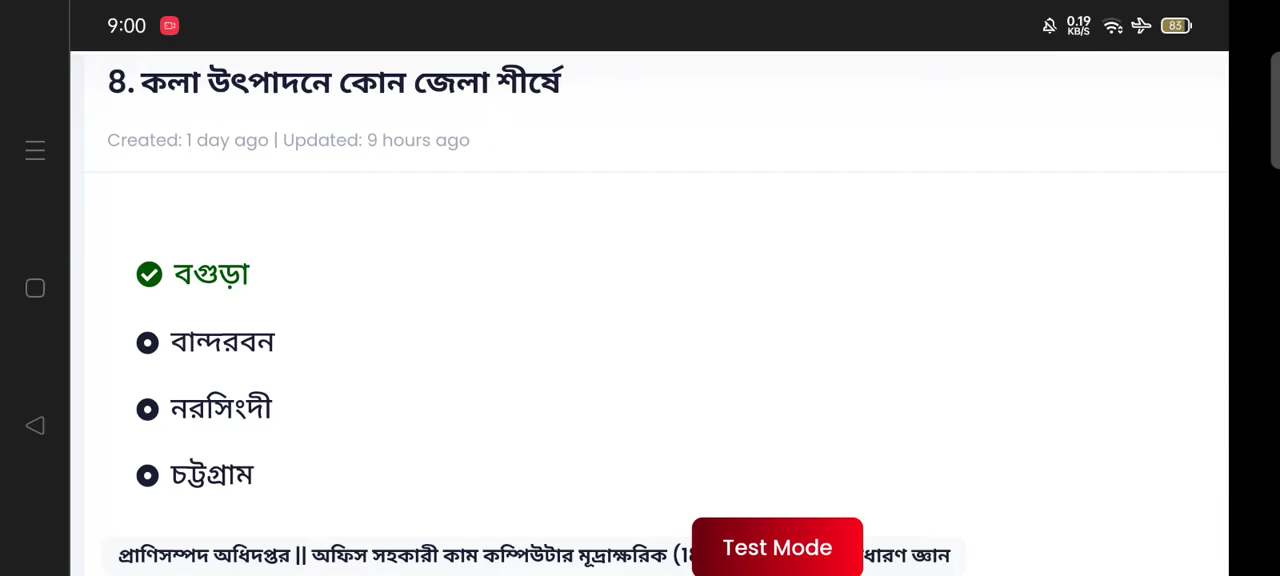 9:00
0.19
KB/S
83
8. কলা উৎপাদনে কোন জেলা শীর্ষে
Created: 1 day ago | Updated: 9 hours ago
বগুড়া
বান্দরবন
নরসিংদী
চট্টগ্রাম
প্রাণিসম্পদ অধিদপ্তর || অফিস সহকারী কাম কম্পিউটার মূদ্রাক্ষরিক
Test Mode
জ্ঞান